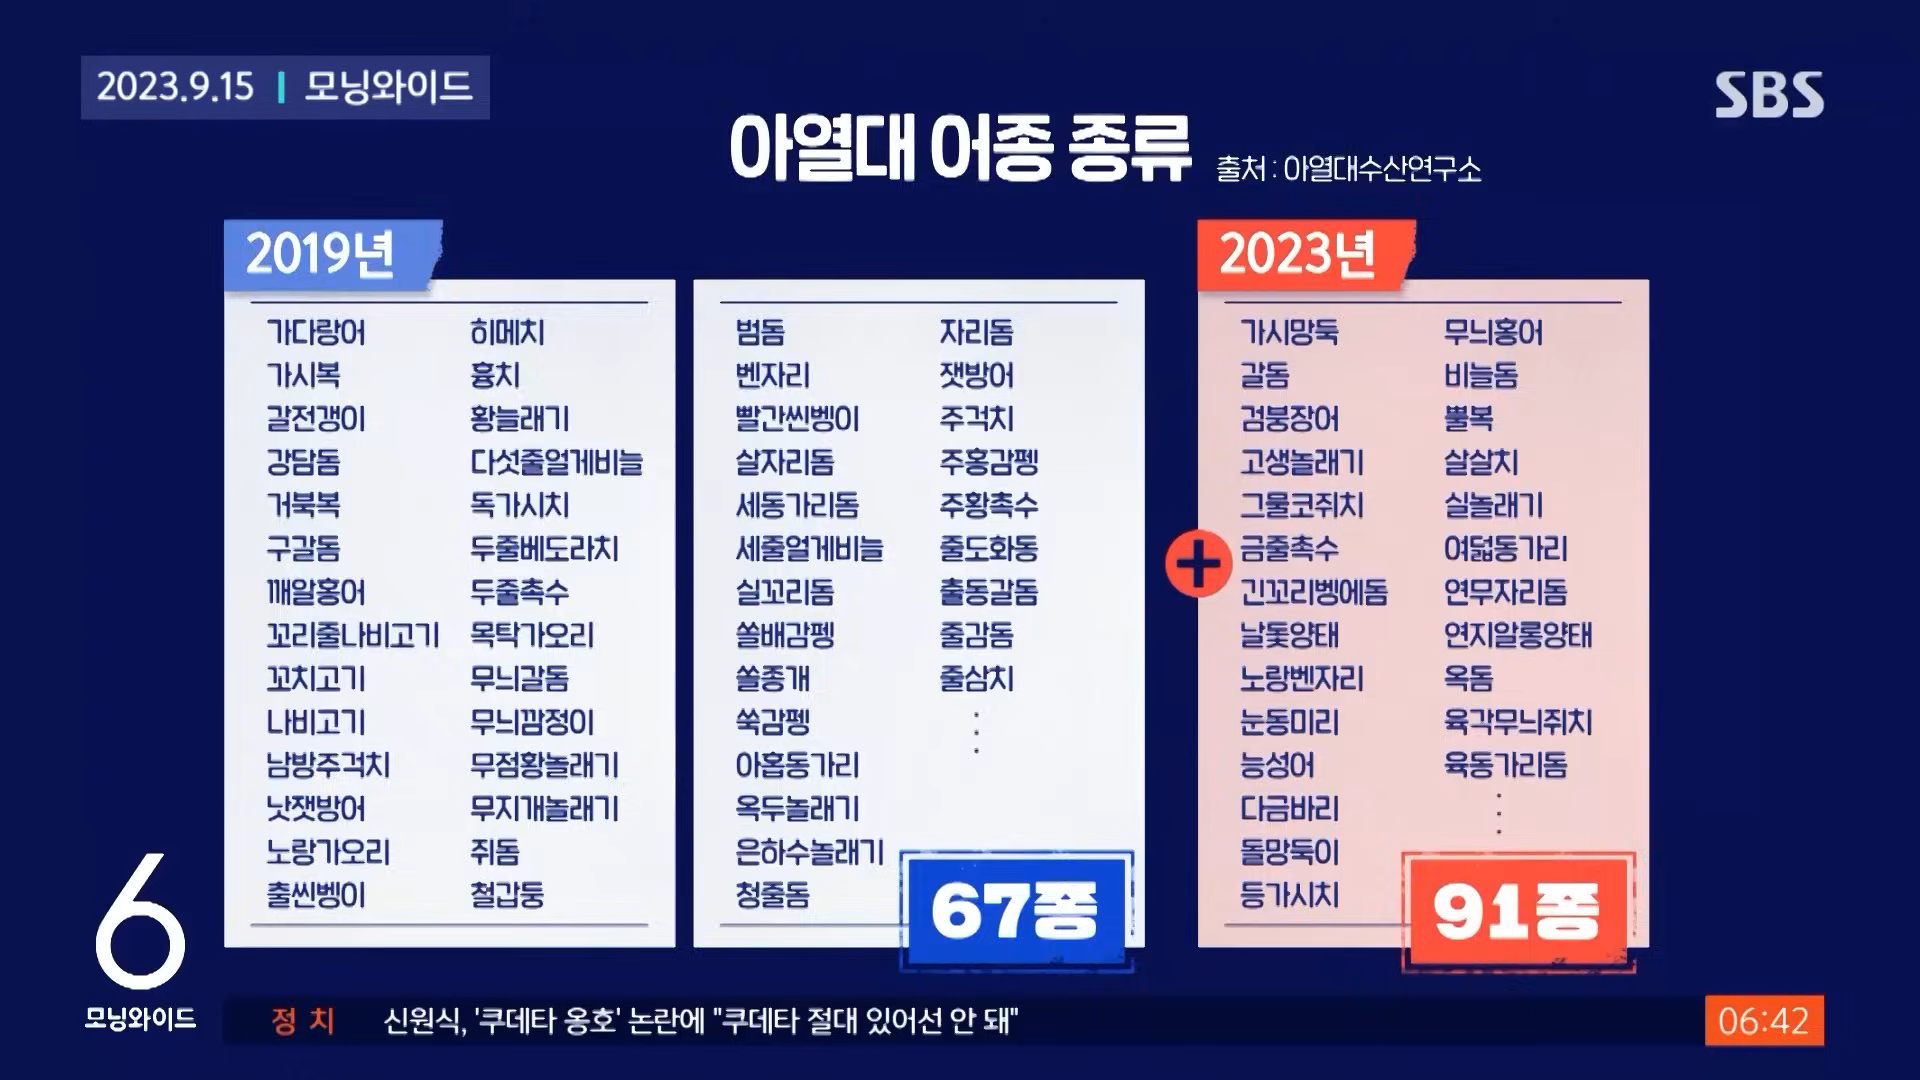 2023.9.15 | 모닝와이드
SBS
아열대 어종 종류
출처 : 아열대수산연구소
2019년
가다랑어 히메치
가시복 흉치
갈전갱이 황늘래기
강담돔 다섯줄얼게비늘
거북복 독가시치
구갈돔 두줄베도라치
깨알홍어 두줄촉수
꼬리줄나비고기 목탁가오리
꼬치고기 무늬갈돔
나비고기 무늬깜정이
남방주걱치 무점황놀래기
낫잿방어 무지개놀래기
노랑가오리 쥐돔
출씬벵이 철갑둥
범돔 자리돔
벤자리 잿방어
빨간씬벵이 주걱치
살자리돔 주홍감펭
세동가리돔 주황촉수
세줄얼게비늘 줄도화동
실꼬리돔 출동갈돔
쏠배감펭 줄감돔
쏠종개 줄삼치
쑥감펭
아홉동가리
옥두놀래기
은하수놀래기
청줄돔
67종
+
2023년
가시망둑 무늬홍어
갈돔 비늘돔
검붕장어 뿔복
고생놀래기 살살치
그물코쥐치 실놀래기
금줄촉수 여덟동가리
긴꼬리벵에돔 연무자리돔
날돛양태 연지알롱양태
노랑벤자리 옥돔
눈동미리 육각무늬쥐치
능성어 육동가리돔
다금바리
돌망둑이
등가시치
91종
6
모닝와이드
정치 신원식, '쿠데타 옹호' 논란에 "쿠데타 절대 있어선 안 돼"
06:42